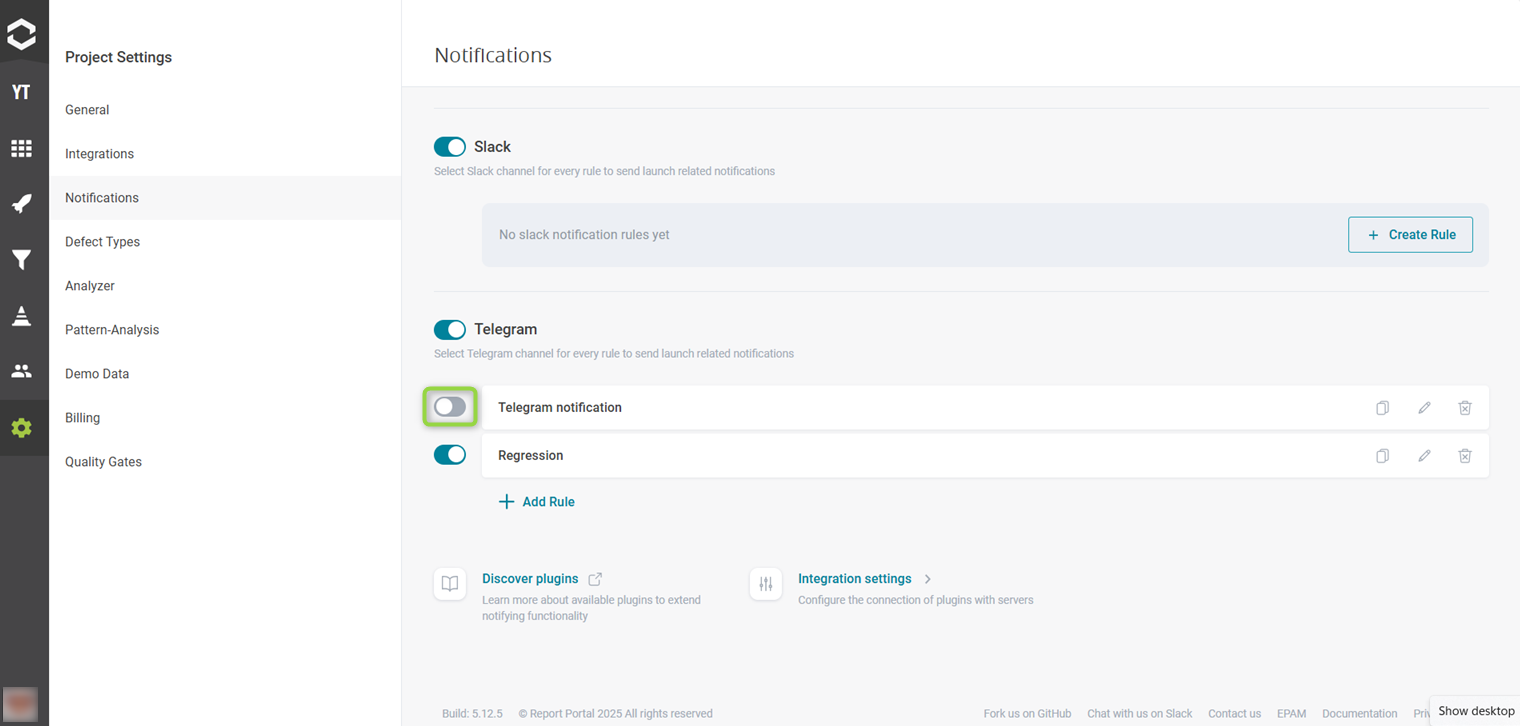 YT
Project Settings
General
Integrations
Notifications
Defect Types
Analyzer
Pattern-Analysis
Demo Data
Billing
Quality Gates
Notifications
Slack
Select Slack channel for every rule to send launch related notifications
No slack notification rules yet
Create Rule
Telegram
Select Telegram channel for every rule to send launch related notifications
Telegram notification
Regression
Add Rule
Discover plugins
Learn more about available plugins to extend
notifying functionality
Integration settings
Configure the connection of plugins with servers
Build: 5.12.5 © Report Portal 2025 All rights reserved
Fork us on GitHub Chat with us on Slack Contact us EPAM Documentation
Show desktop